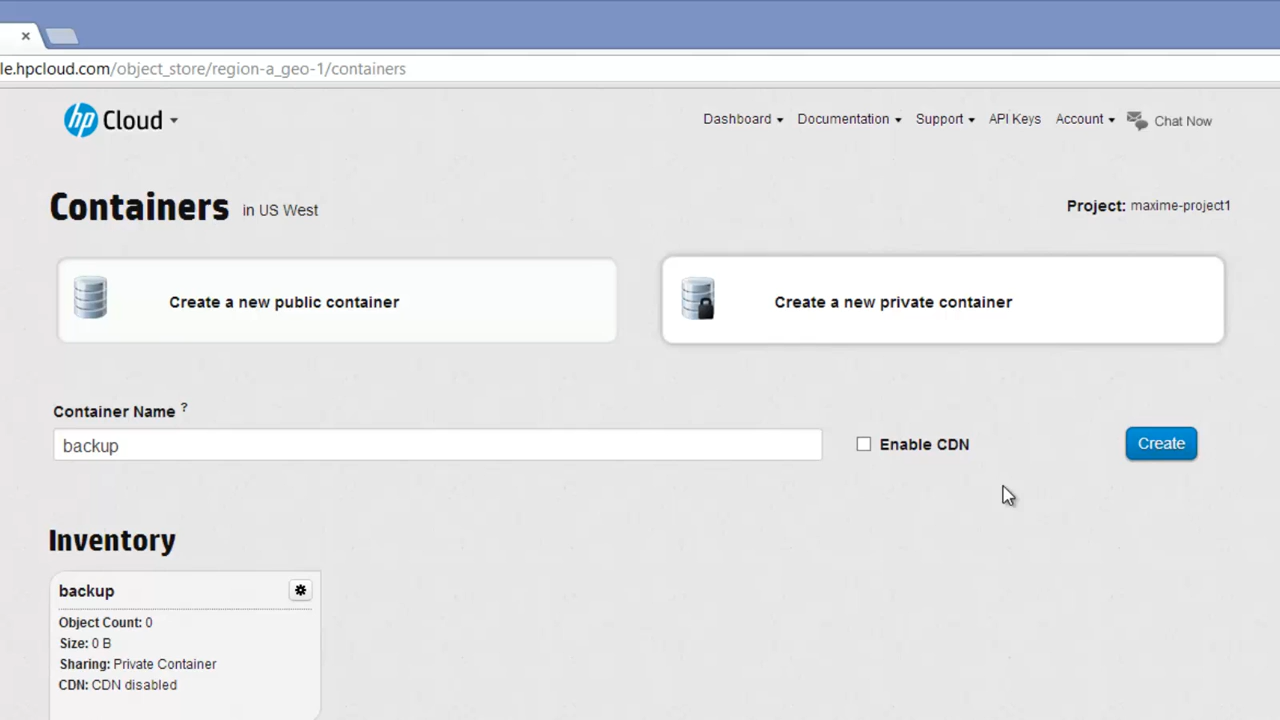 le.hpcloud.com/object_store/region-a_geo-1/containers
hp Cloud
Dashboard Documentation Support API Keys Account Chat Now
Containers in US West
Project: maxime-project1
Create a new public container
Create a new private container
Container Name ?
backup
Enable CDN
Create
Inventory
backup
Object Count: 0
Size: 0 B
Sharing: Private Container
CDN: CDN disabled